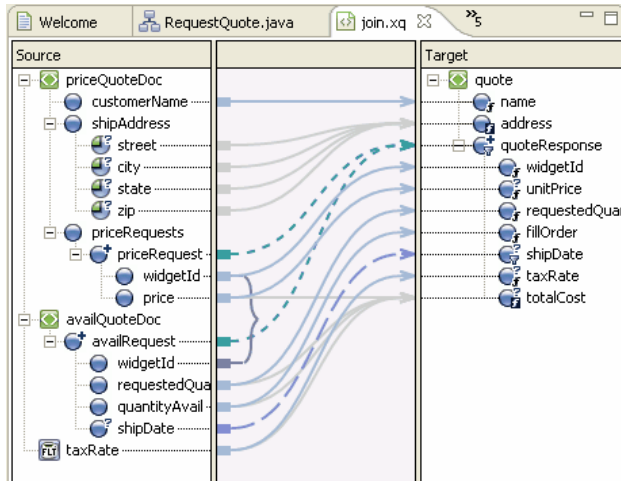 Welcome RequestQuote.java join.xq »5
Source Target
priceQuoteDoc
customerName
shipAddress
street
city
state
zip
priceRequests
priceRequest
widgetId
price
availQuoteDoc
availRequest
widgetId
requestedQua
quantityAvail
shipDate
FLT taxRate
quote
name
address
quoteResponse
widgetId
unitPrice
requestedQua
fillOrder
shipDate
taxRate
totalCost